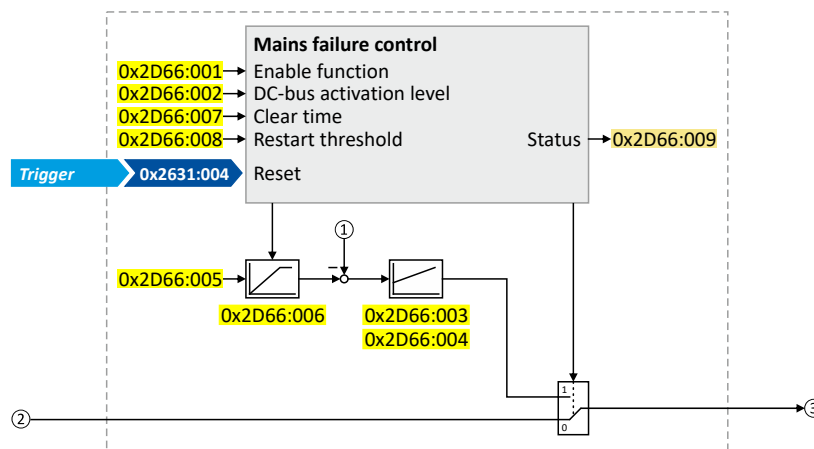 Mains failure control
0x2D66:001 Enable function
0x2D66:002 DC-bus activation level
0x2D66:007 Clear time
0x2D66:008 Restart threshold Status 0x2D66:009
Trigger 0x2631:004 Reset
1
0x2D66:005 –
0x2D66:006 0x2D66:003
0x2D66:004
1
2 3
0